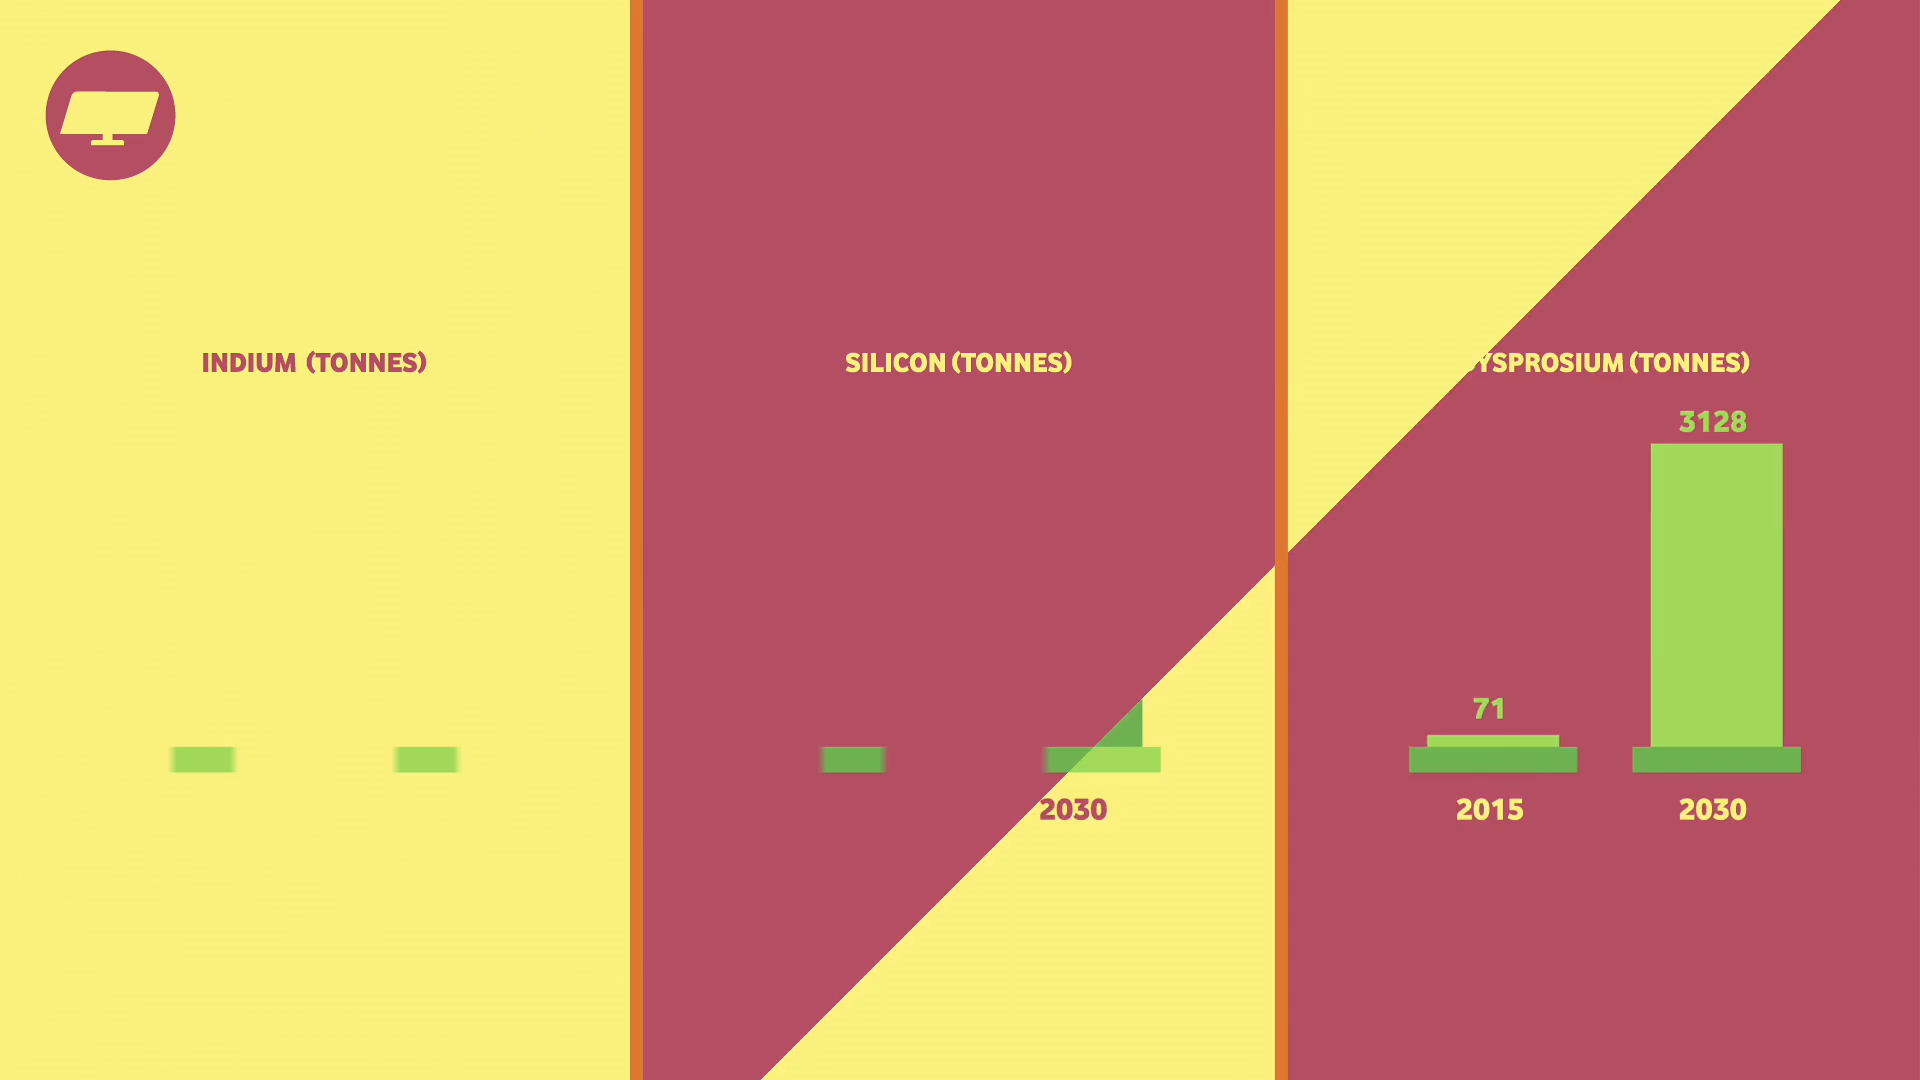 INDIUM (TONNES)
SILICON (TONNES)
2030
YSPROSIUM (TONNES)
3128
71
2015
2030